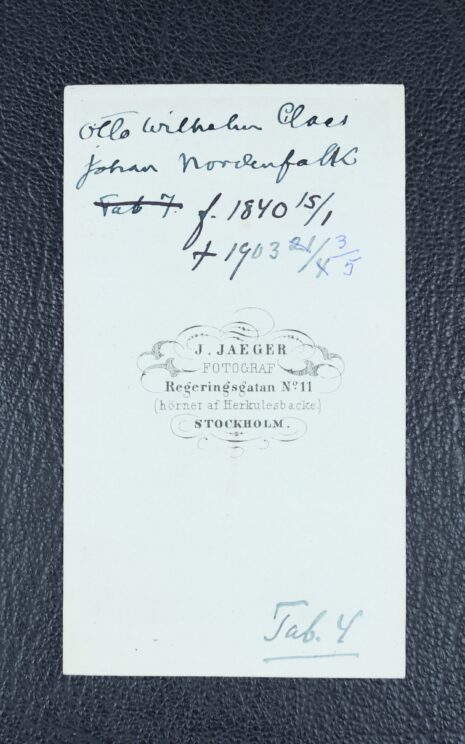 Otto Wilhelm Claes
Johan Nordenfalk
Tab 7. f. 1840 15/1
† 1903 21/4 3/5
J. JAEGER
FOTOGRAF
Regeringsgatan Nº 11
(hörnet af Herkulesbacke.)
STOCKHOLM.
Tab. 4